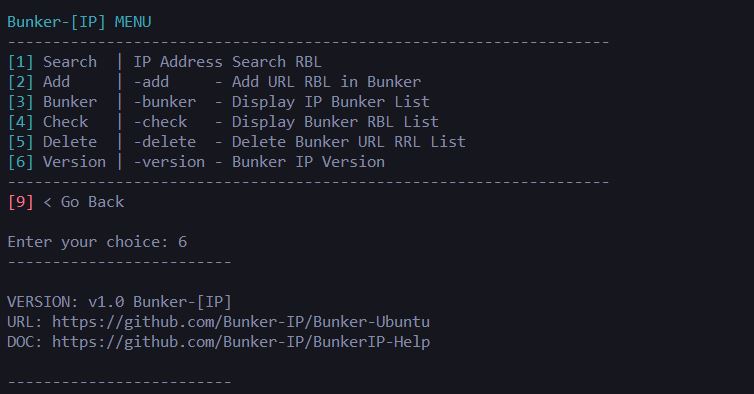 Bunker-[IP] MENU
-------------------------------------------------------------------
[1] Search  | IP Address Search RBL
[2] Add     | -add     - Add URL RBL in Bunker
[3] Bunker  | -bunker  - Display IP Bunker List
[4] Check   | -check   - Display Bunker RBL List
[5] Delete  | -delete  - Delete Bunker URL RRL List
[6] Version | -version - Bunker IP Version
-------------------------------------------------------------------
[9] < Go Back
Enter your choice: 6
-------------------------
VERSION: v1.0 Bunker-[IP]
URL: https://github.com/Bunker-IP/Bunker-Ubuntu
DOC: https://github.com/Bunker-IP/BunkerIP-Help
-------------------------